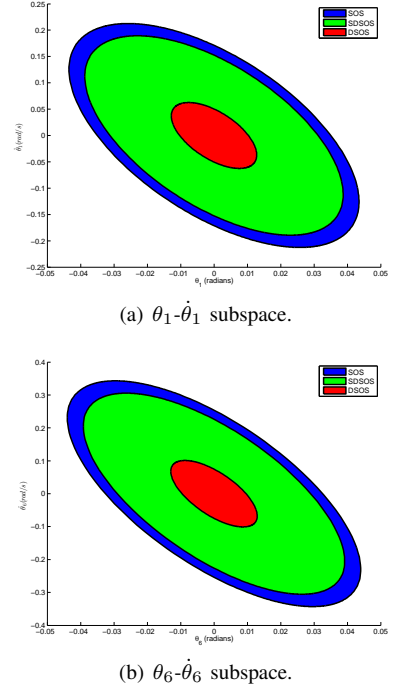 0.25
0.2
0.15
0.1
0.05
0
−0.05
−0.1
−0.15
−0.2
−0.25
θ̇₁(rad/s)
SOS
SDSOS
DSOS
−0.05 −0.04 −0.03 −0.02 −0.01 0 0.01 0.02 0.03 0.04 0.05
θ₁ (radians)
(a) θ₁-θ̇₁ subspace.
0.4
0.3
0.2
0.1
0
−0.1
−0.2
−0.3
−0.4
θ̇₆(rad/s)
SOS
SDSOS
DSOS
−0.05 −0.04 −0.03 −0.02 −0.01 0 0.01 0.02 0.03 0.04 0.05
θ₆ (radians)
(b) θ₆-θ̇₆ subspace.